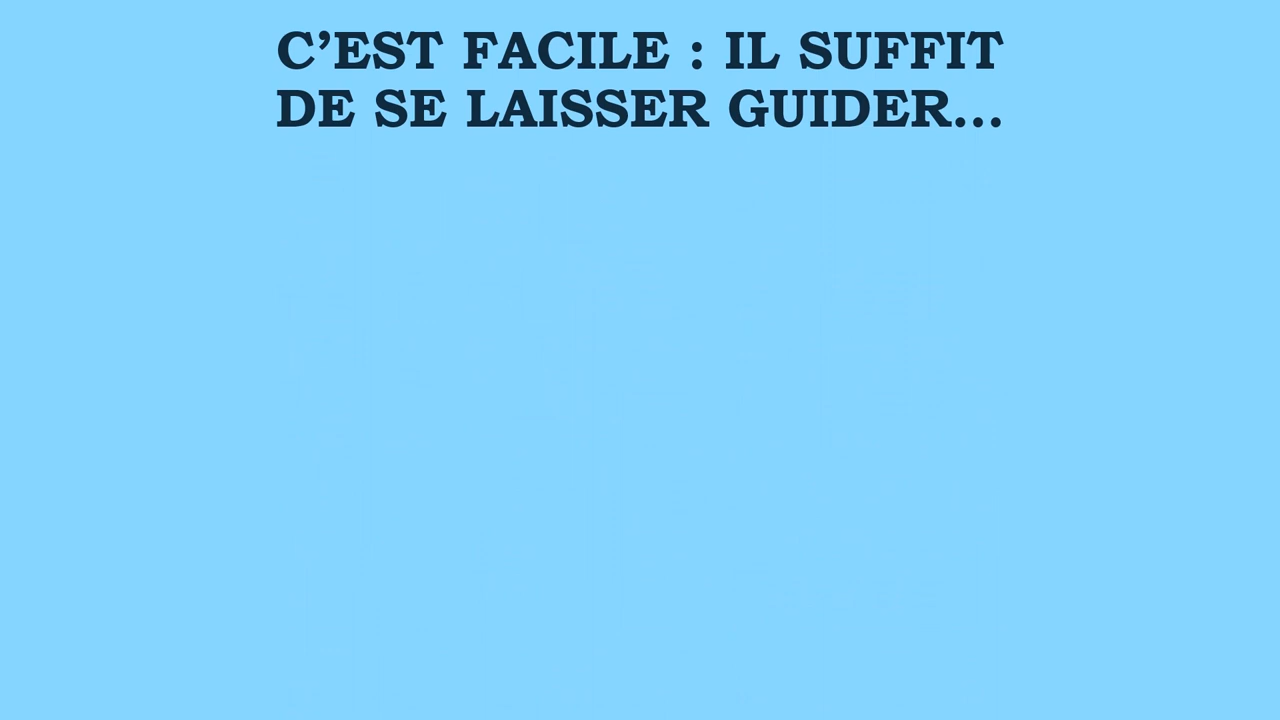 C’EST FACILE : IL SUFFIT
DE SE LAISSER GUIDER...